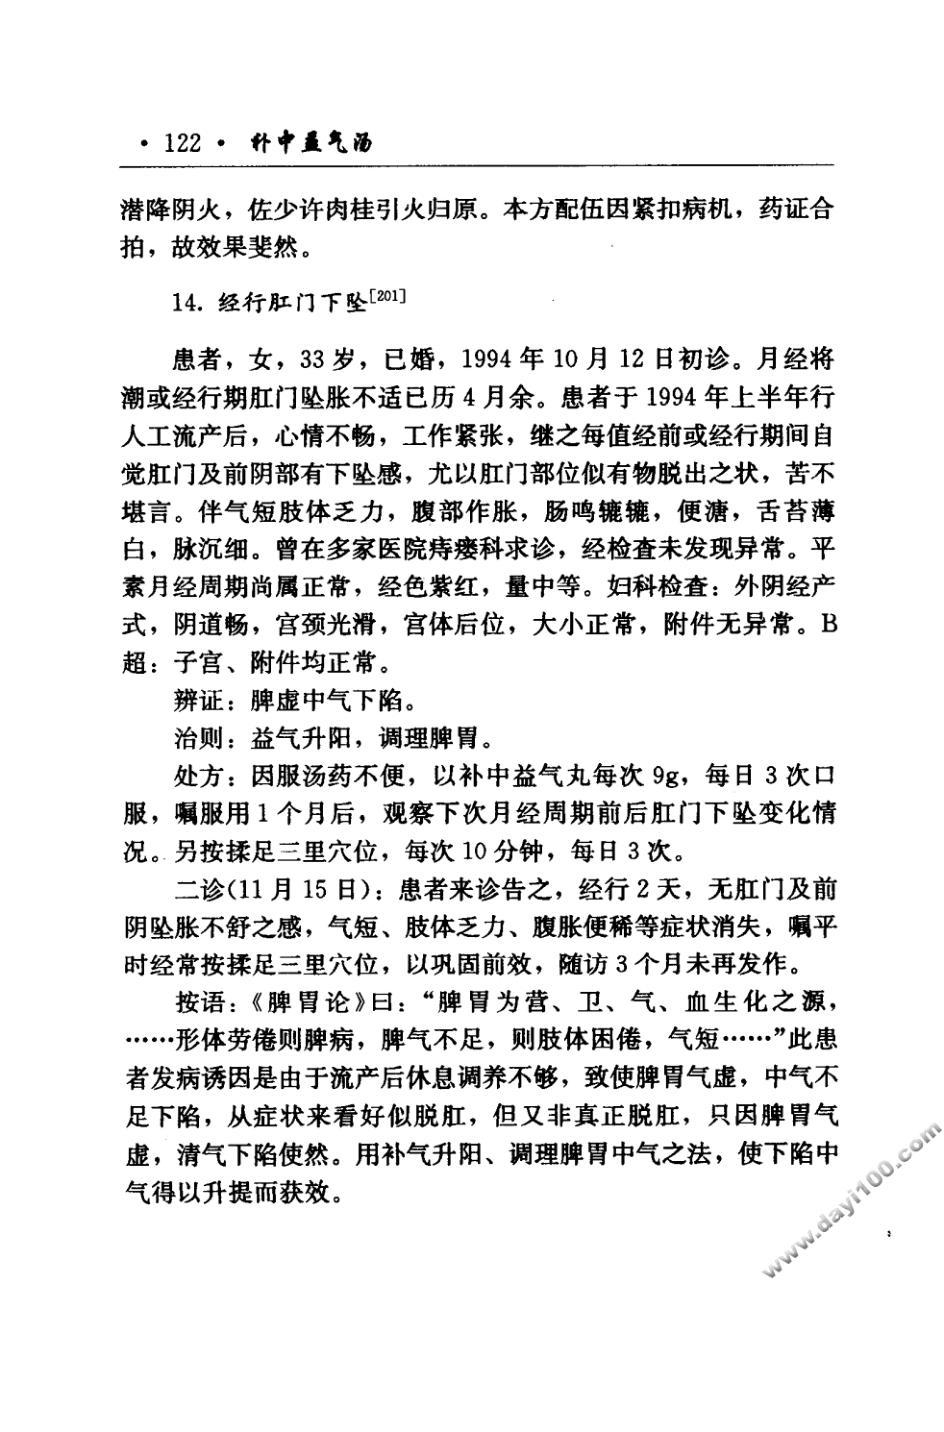 · 122 · 补中益气汤
潜降阴火，佐少许肉桂引火归原。本方配伍因紧扣病机，药证合
拍，故效果斐然。
14. 经行肛门下坠[201]
患者，女，33岁，已婚，1994年10月12日初诊。月经将
潮或经行期肛门坠胀不适已历4月余。患者于1994年上半年行
人工流产后，心情不畅，工作紧张，继之每值经前或经行期间自
觉肛门及前阴部有下坠感，尤以肛门部位似有物脱出之状，苦不
堪言。伴气短肢体乏力，腹部作胀，肠鸣辘辘，便溏，舌苔薄
白，脉沉细。曾在多家医院痔瘘科求诊，经检查未发现异常。平
素月经周期尚属正常，经色紫红，量中等。妇科检查：外阴经产
式，阴道畅，宫颈光滑，宫体后位，大小正常，附件无异常。B
超：子宫、附件均正常。
辨证：脾虚中气下陷。
治则：益气升阳，调理脾胃。
处方：因服汤药不便，以补中益气丸每次9g，每日3次口
服，嘱服用1个月后，观察下次月经周期前后肛门下坠变化情
况。另按揉足三里穴位，每次10分钟，每日3次。
二诊(11月15日)：患者来诊告之，经行2天，无肛门及前
阴坠胀不舒之感，气短、肢体乏力、腹胀便稀等症状消失，嘱平
时经常按揉足三里穴位，以巩固前效，随访3个月未再发作。
按语：《脾胃论》曰：“脾胃为营、卫、气、血生化之源，
……形体劳倦则脾病，脾气不足，则肢体困倦，气短……”此患
者发病诱因是由于流产后休息调养不够，致使脾胃气虚，中气不
足下陷，从症状来看好似脱肛，但又非真正脱肛，只因脾胃气
虚，清气下陷使然。用补气升阳、调理脾胃中气之法，使下陷中
气得以升提而获效。
www.dayi100.com